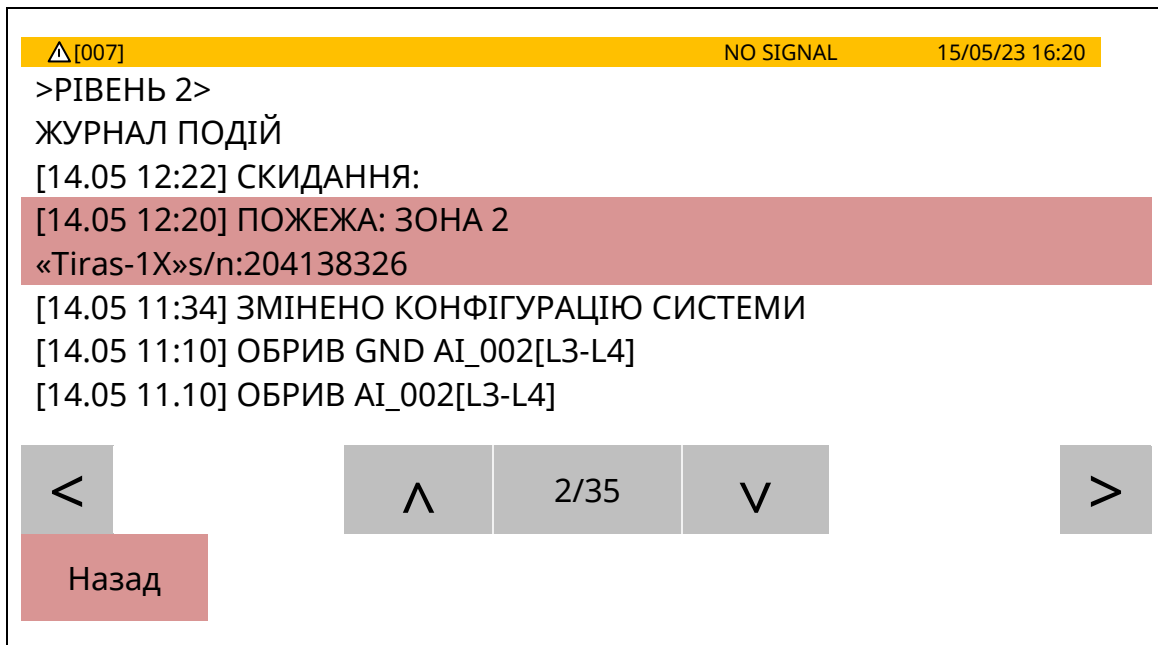 ⚠[007] NO SIGNAL 15/05/23 16:20
>РІВЕНЬ 2>
ЖУРНАЛ ПОДІЙ
[14.05 12:22] СКИДАННЯ:
[14.05 12:20] ПОЖЕЖА: ЗОНА 2
«Tiras-1X»s/n:204138326
[14.05 11:34] ЗМІНЕНО КОНФІГУРАЦІЮ СИСТЕМИ
[14.05 11:10] ОБРИВ GND AI_002[L3-L4]
[14.05 11.10] ОБРИВ AI_002[L3-L4]
< ˄ 2/35 ˅ >
Назад